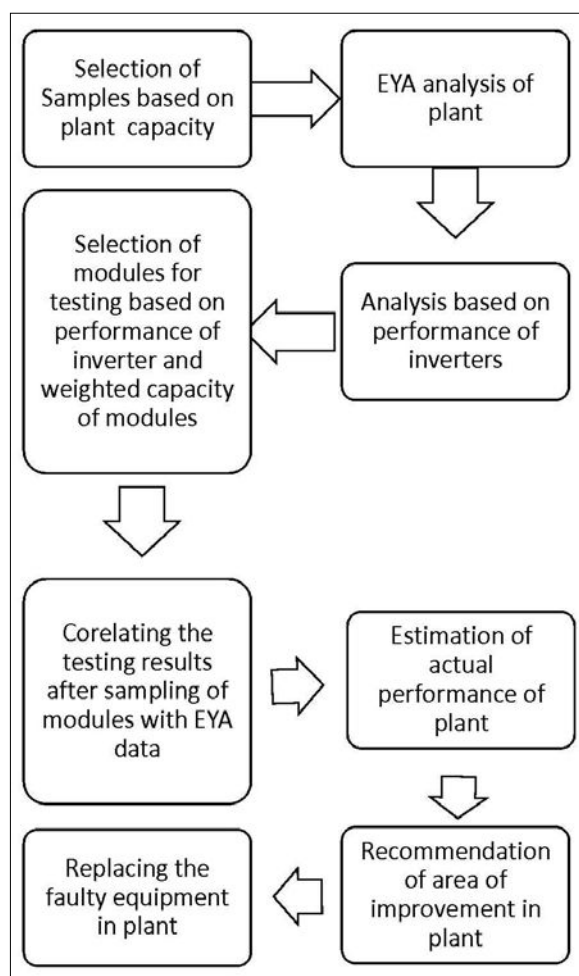 Selection of
Samples based on
plant capacity
EYA analysis of
plant
Analysis based on
performance of
inverters
Selection of
modules for
testing based on
performance of
inverter and
weighted capacity
of modules
Corelating the
testing results
after sampling of
modules with EYA
data
Estimation of
actual
performance of
plant
Recommendation
of area of
improvement in
plant
Replacing the
faulty equipment
in plant